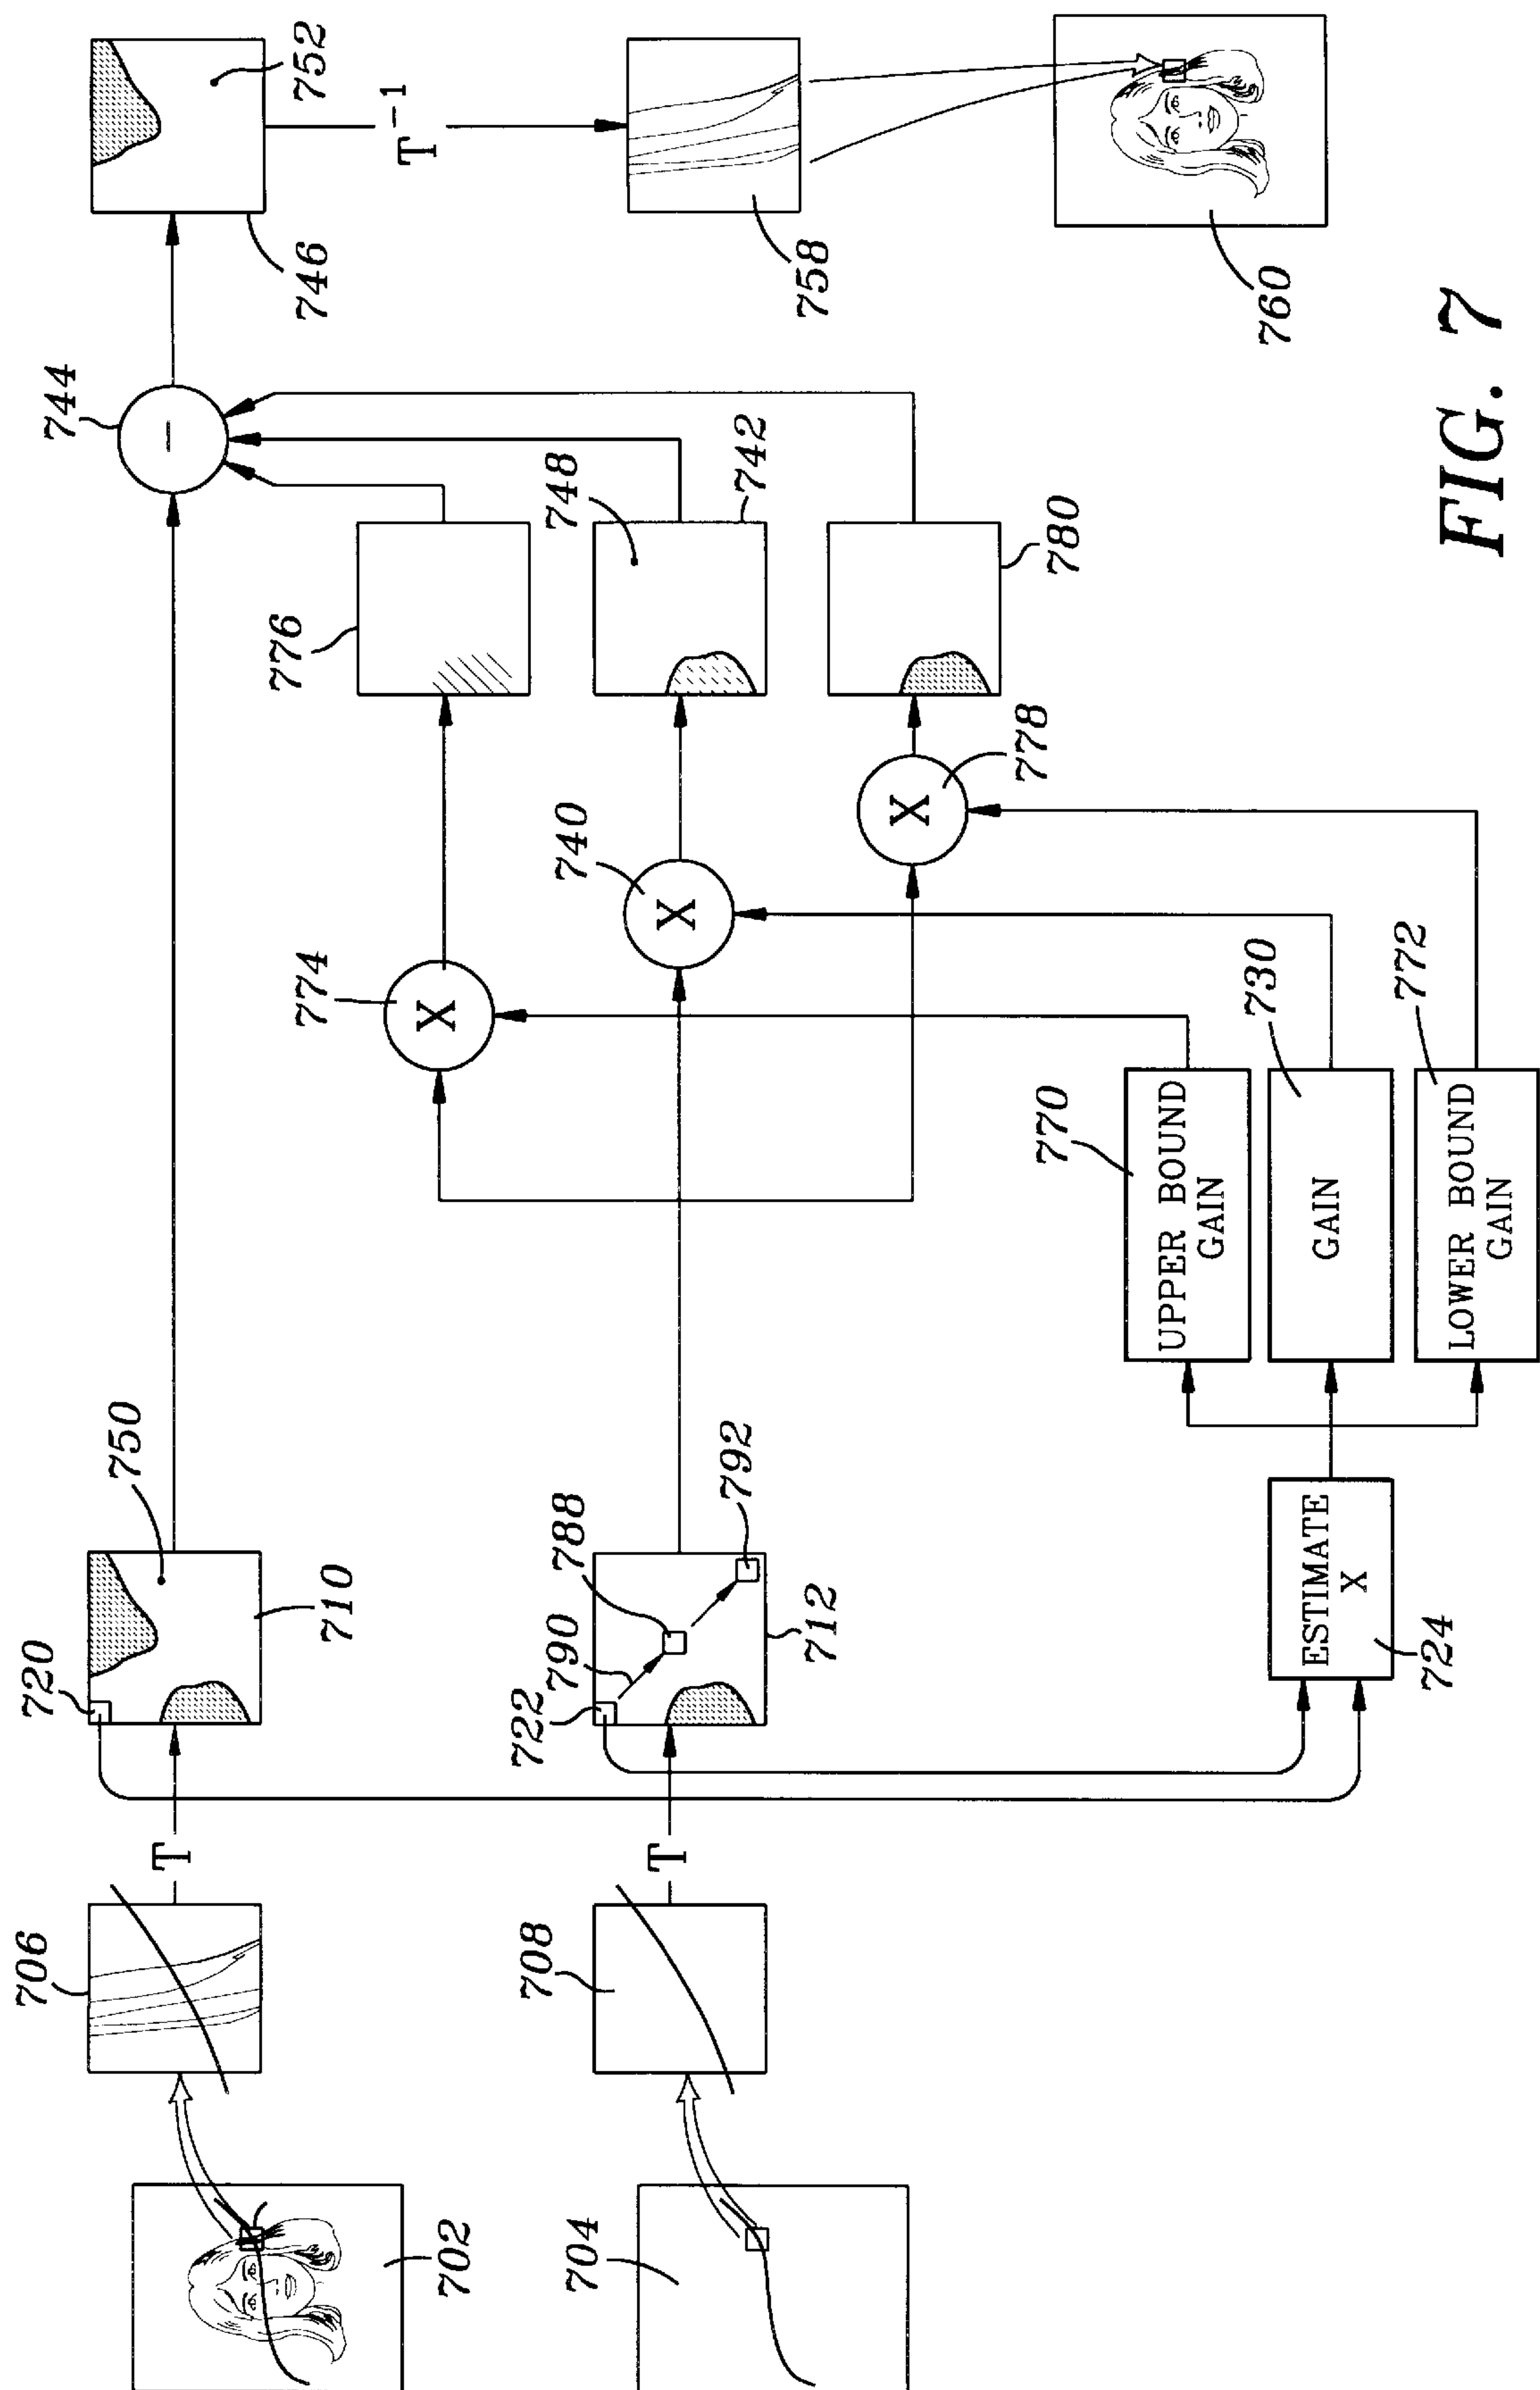 702
704
706
708
T
T
720
750
710
722
790
788
792
712
ESTIMATE
X
724
770
UPPER BOUND
GAIN
730
GAIN
772
LOWER BOUND
GAIN
774
X
740
X
778
X
776
748
742
780
744
−
746
752
T⁻¹
758
760
FIG. 7